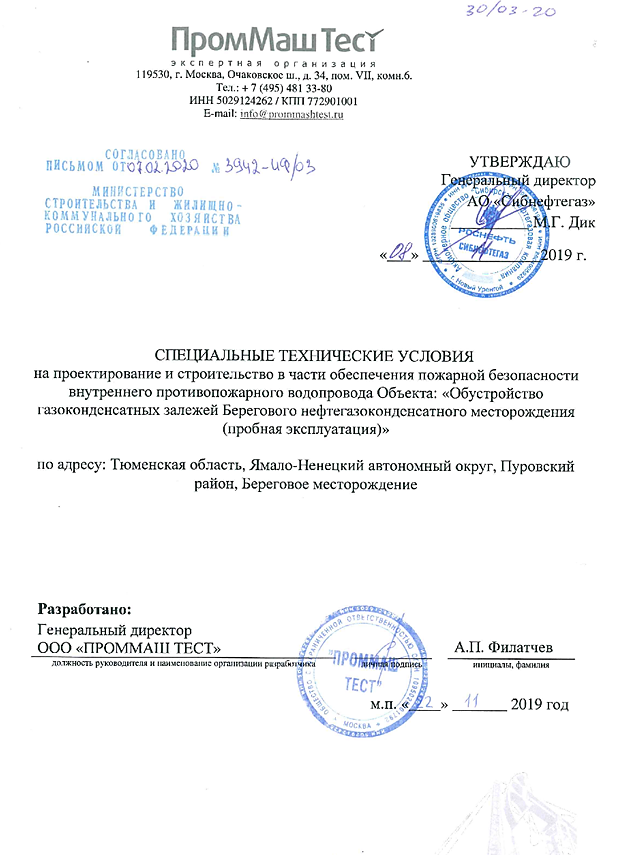 30/03-20
ПромМаш Тест
экспертная организация
119530, г. Москва, Очаковское ш., д. 34, пом. VII, комн.6.
Тел.: + 7 (495) 481 33-80
ИНН 5029124262 / КПП 772901001
E-mail: info@prommashtest.ru
СОГЛАСОВАНО
ПИСЬМОМ ОТ 07.02.2020 № 3942-ИФ/03
МИНИСТЕРСТВО
СТРОИТЕЛЬСТВА И ЖИЛИЩНО-
КОММУНАЛЬНОГО ХОЗЯЙСТВА
РОССИЙСКОЙ ФЕДЕРАЦИИ
УТВЕРЖДАЮ
Генеральный директор
АО «Сибнефтегаз»
М.Г. Дик
«08» 11 2019 г.
РОСНЕФТЬ
СИБНЕФТЕГАЗ
г. Новый Уренгой
СПЕЦИАЛЬНЫЕ ТЕХНИЧЕСКИЕ УСЛОВИЯ
на проектирование и строительство в части обеспечения пожарной безопасности
внутреннего противопожарного водопровода Объекта: «Обустройство
газоконденсатных залежей Берегового нефтегазоконденсатного месторождения
(пробная эксплуатация)»
по адресу: Тюменская область, Ямало-Ненецкий автономный округ, Пуровский
район, Береговое месторождение
Разработано:
Генеральный директор
ООО «ПРОММАШ ТЕСТ» А.П. Филатчев
должность руководителя и наименование организации разработчика личная подпись инициалы, фамилия
"ПРОММАШ
ТЕСТ"
МОСКВА
м.п. «22» 11 2019 год